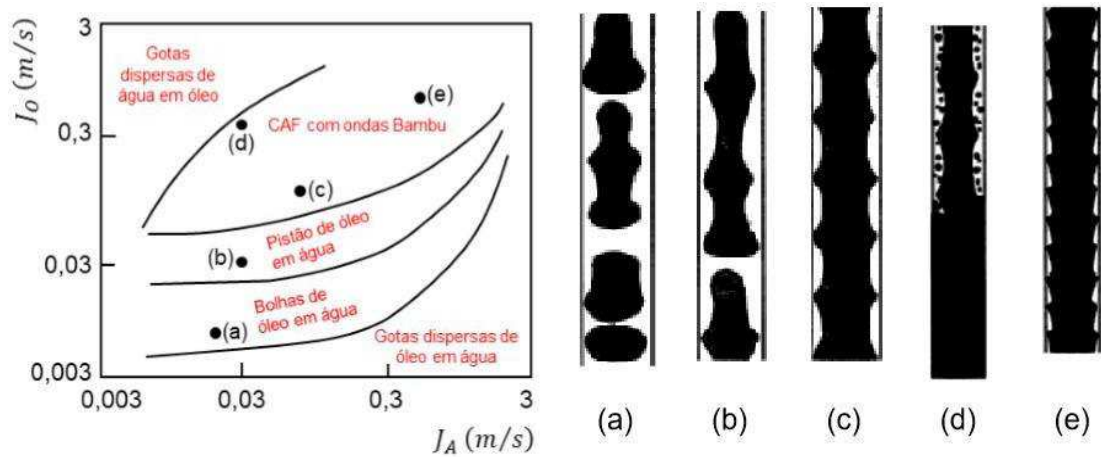 3
J_O (m/s)
0,3
0,03
0,003
Gotas
dispersas de
água em óleo
(e)
CAF com ondas Bambu
(d)
(c)
Pistão de óleo
em água
(b)
Bolhas de
óleo em água
(a)
Gotas dispersas de
óleo em água
0,003
0,03
0,3
3
J_A (m/s)
(a)
(b)
(c)
(d)
(e)